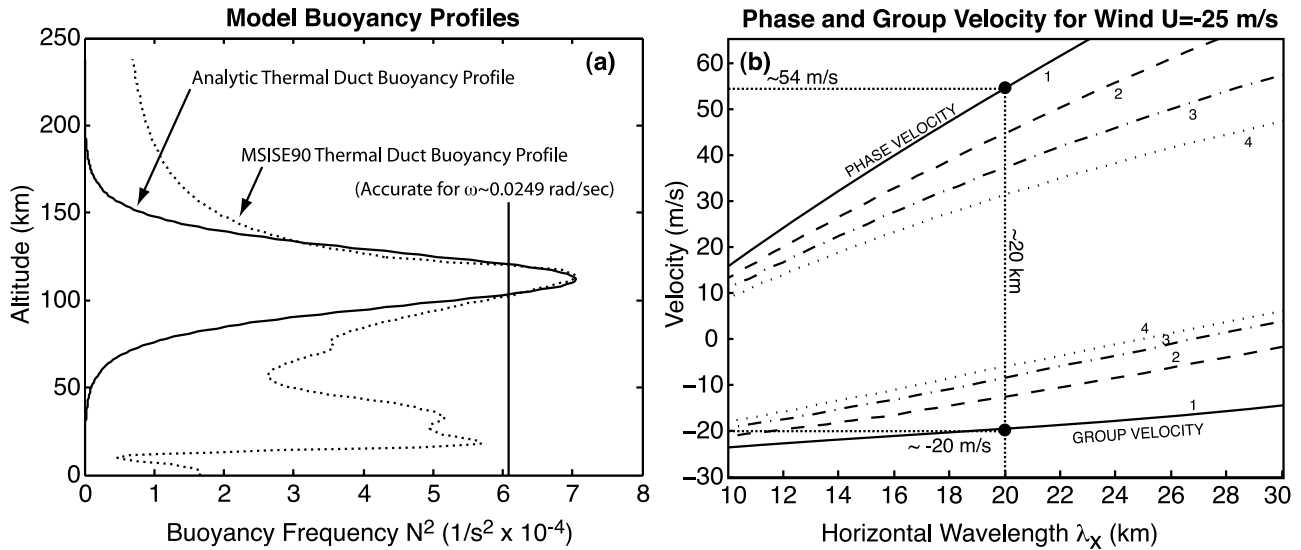 Model Buoyancy Profiles
250
200
150
100
50
0
Altitude (km)
(a)
Analytic Thermal Duct Buoyancy Profile
MSISE90 Thermal Duct Buoyancy Profile
(Accurate for ω~0.0249 rad/sec)
0 1 2 3 4 5 6 7 8
Buoyancy Frequency N² (1/s² x 10⁻⁴)
Phase and Group Velocity for Wind U=-25 m/s
60
50
40
30
20
10
0
−10
−20
−30
Velocity (m/s)
(b)
~54 m/s
1
2
3
4
PHASE VELOCITY
~20 km
4
3
2
1
~ -20 m/s
GROUP VELOCITY
10 12 14 16 18 20 22 24 26 28 30
Horizontal Wavelength λₓ (km)